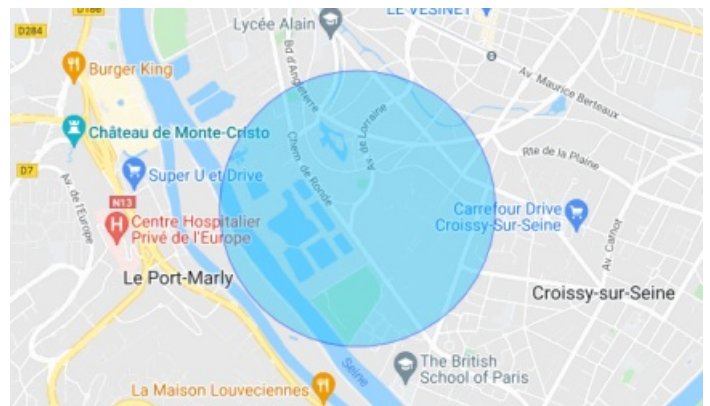 Lycée Alain
LE VÉSINET
D284
Burger King
Bd d'Angleterre
Av. Maurice Berteaux
Château de Monte-Cristo
Chem. de Ronde
Av. de Lorraine
Rte de la Plaine
D7
Super U et Drive
Av. de l'Europe
N13
Centre Hospitalier
Privé de l'Europe
Carrefour Drive
Croissy-Sur-Seine
Av. Carnot
Le Port-Marly
Croissy-sur-Seine
Seine
The British
School of Paris
La Maison Louveciennes